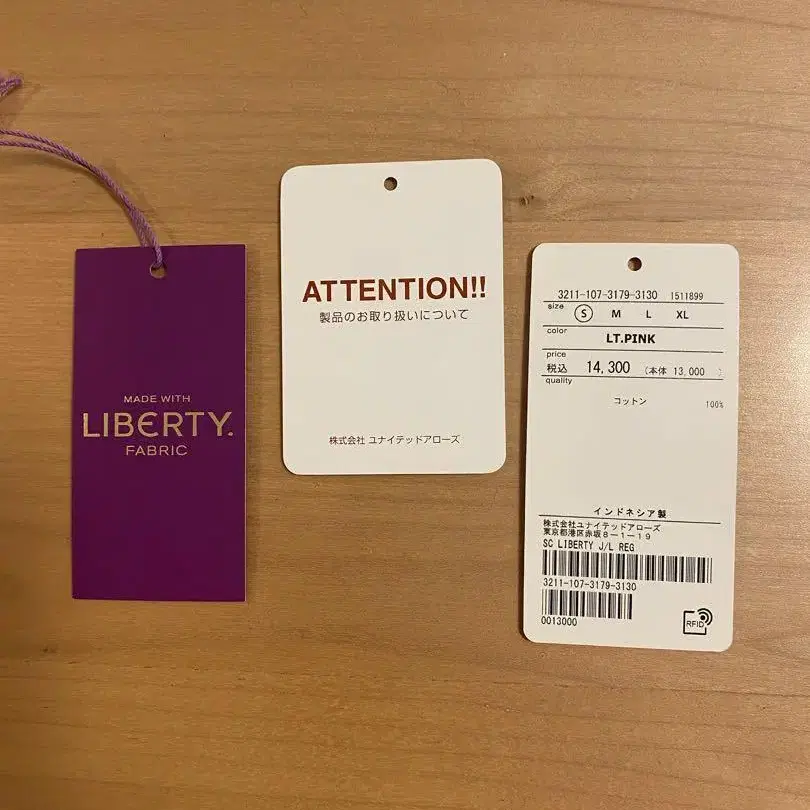 MADE WITH
LIBERTY.
FABRIC
ATTENTION!!
製品のお取り扱いについて
株式会社 ユナイテッドアローズ
3211-107-3179-3130 1511899
size
S M L XL
color
LT.PINK
price
税込 14,300 (本体 13,000 )
quality
コットン 100%
インドネシア製
株式会社ユナイテッドアローズ
東京都港区赤坂8-1-19
SC LIBERTY J/L REG
3211-107-3179-3130
0013000
RFID